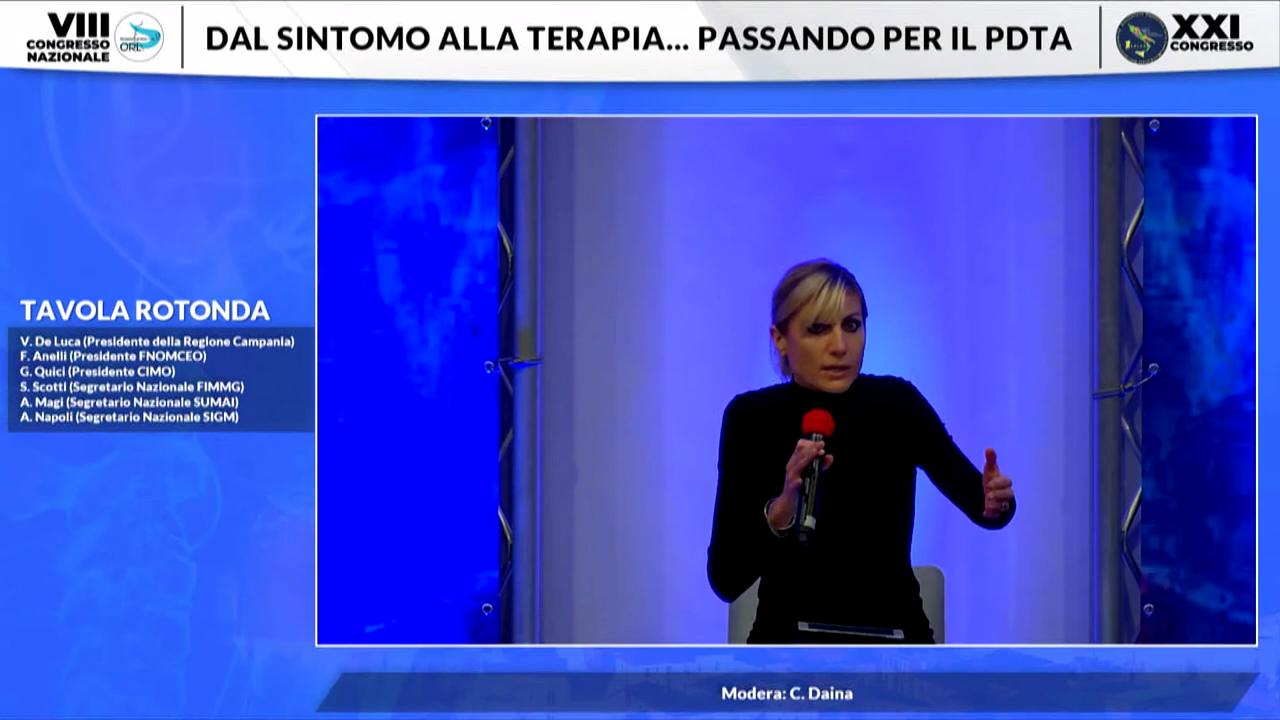 VIII
CONGRESSO
NAZIONALE
ORL
DAL SINTOMO ALLA TERAPIA... PASSANDO PER IL PDTA
XXI
CONGRESSO
TAVOLA ROTONDA
V. De Luca (Presidente della Regione Campania)
F. Anelli (Presidente FNOMCEO)
G. Quici (Presidente CIMO)
S. Scotti (Segretario Nazionale FIMMG)
A. Magi (Segretario Nazionale SUMAI)
A. Napoli (Segretario Nazionale SIGM)
Modera: C. Daina